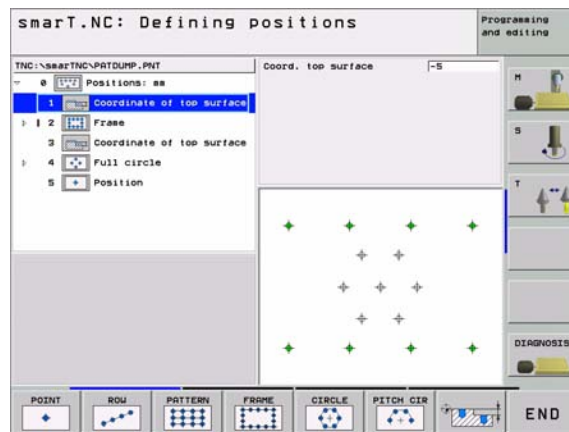 smarT.NC: Defining positions
Programming and editing
TNC:\smarTNC\PATDUMP.PNT
0 Positions: mm
1 Coordinate of top surface
2 Frame
3 Coordinate of top surface
4 Full circle
5 Position
Coord. top surface -5
M
S
T
DIAGNOSIS
POINT
ROW
PATTERN
FRAME
CIRCLE
PITCH CIR
END